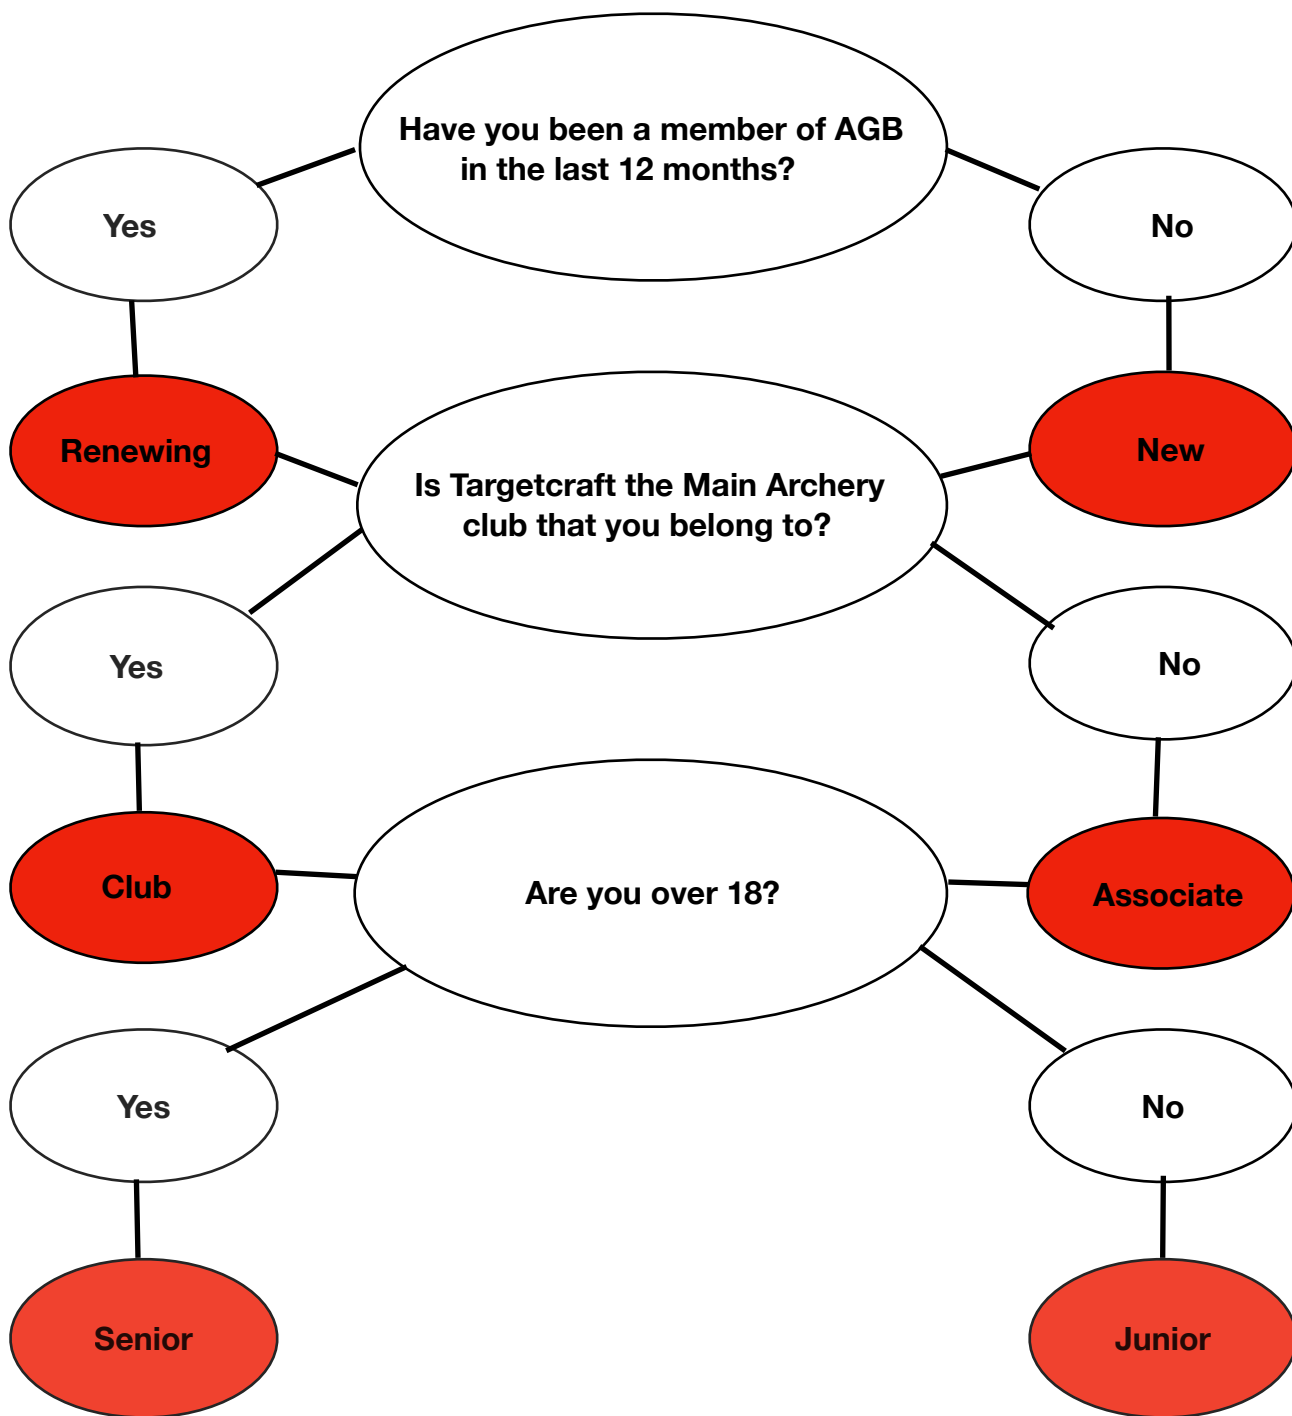 Have you been a member of AGB
in the last 12 months?
Yes
No
Renewing
New
Is Targetcraft the Main Archery
club that you belong to?
Yes
No
Club
Associate
Are you over 18?
Yes
No
Senior
Junior